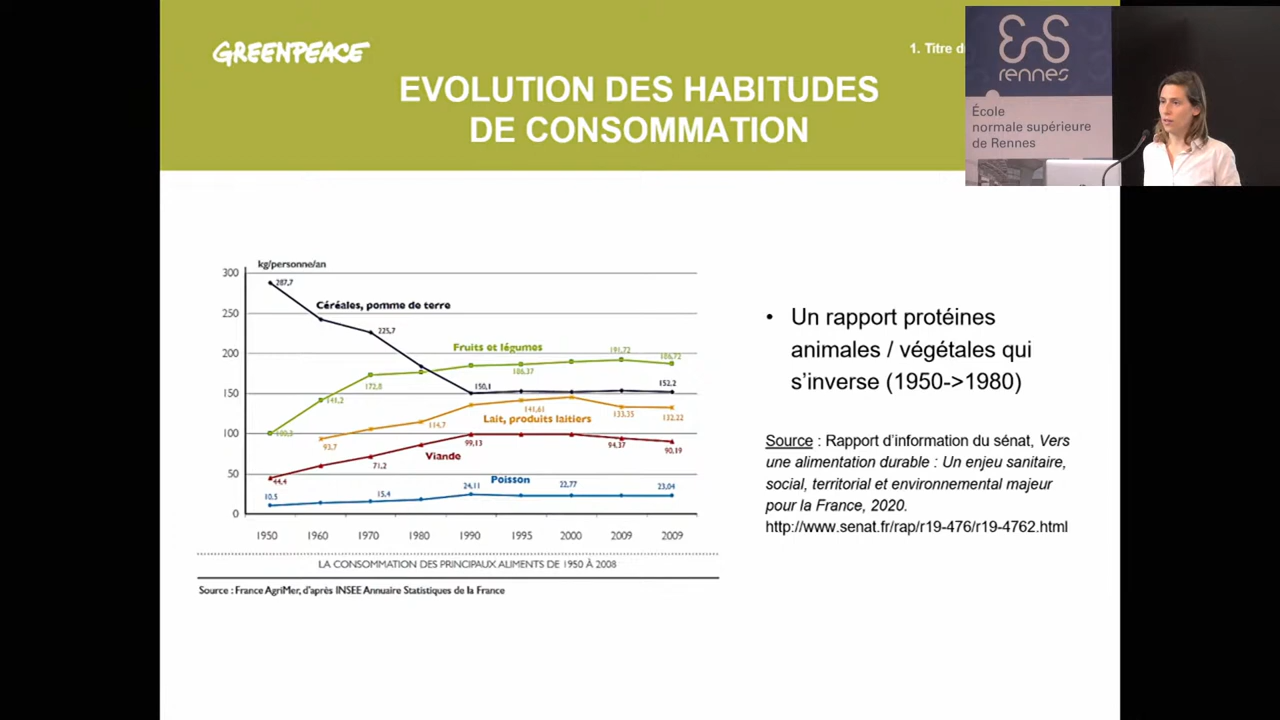 GREENPEACE
1. Titre d
EVOLUTION DES HABITUDES
DE CONSOMMATION
ENS
rennes
École
normale supérieure
de Rennes
kg/personne/an
300
250
200
150
100
50
0
287,7
Céréales, pomme de terre
225,7
150,1
152,2
Fruits et légumes
100,3
141,2
172,8
186,37
191,72
186,72
Lait, produits laitiers
93,7
114,7
141,61
133,35
132,22
Viande
44,4
71,2
99,13
94,37
90,19
Poisson
10,5
15,4
24,11
22,77
23,04
1950 1960 1970 1980 1990 1995 2000 2009 2009
LA CONSOMMATION DES PRINCIPAUX ALIMENTS DE 1950 À 2008
Source : France AgriMer, d'après INSEE Annuaire Statistiques de la France
• Un rapport protéines
animales / végétales qui
s'inverse (1950->1980)
Source : Rapport d'information du sénat, Vers
une alimentation durable : Un enjeu sanitaire,
social, territorial et environnemental majeur
pour la France, 2020.
http://www.senat.fr/rap/r19-476/r19-4762.html